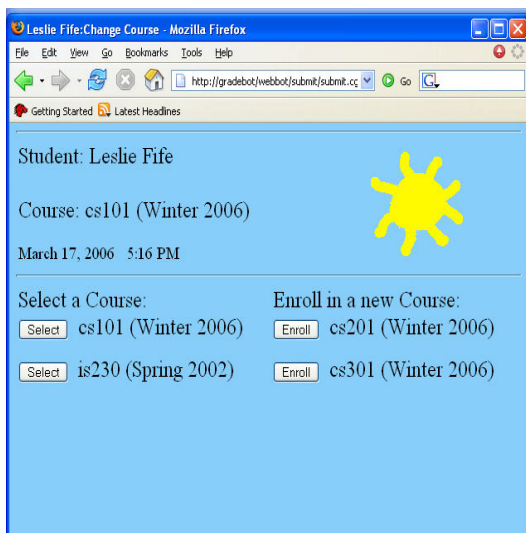 Leslie Fife:Change Course - Mozilla Firefox
File Edit View Go Bookmarks Tools Help
http://gradebot/webbot/submit/submit.cg Go G
Getting Started Latest Headlines
Student: Leslie Fife
Course: cs101 (Winter 2006)
March 17, 2006 5:16 PM
Select a Course: Enroll in a new Course:
Select cs101 (Winter 2006) Enroll cs201 (Winter 2006)
Select is230 (Spring 2002) Enroll cs301 (Winter 2006)